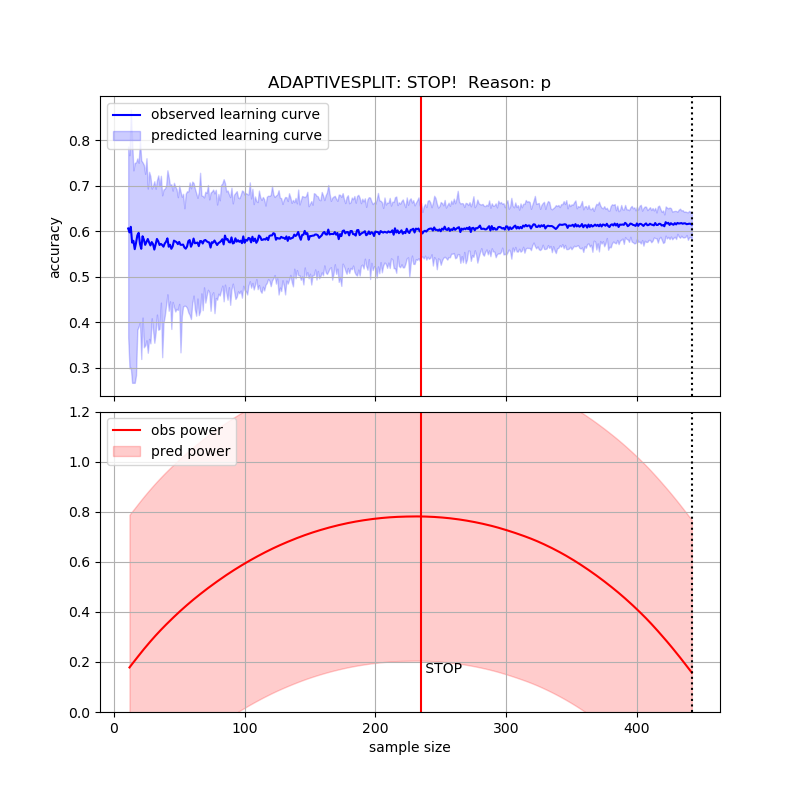 ADAPTIVESPLIT: STOP!  Reason: p
observed learning curve
predicted learning curve
0.8
0.7
0.6
0.5
0.4
0.3
accuracy
1.2
obs power
pred power
1.0
0.8
0.6
0.4
0.2
0.0
STOP
0 100 200 300 400
sample size